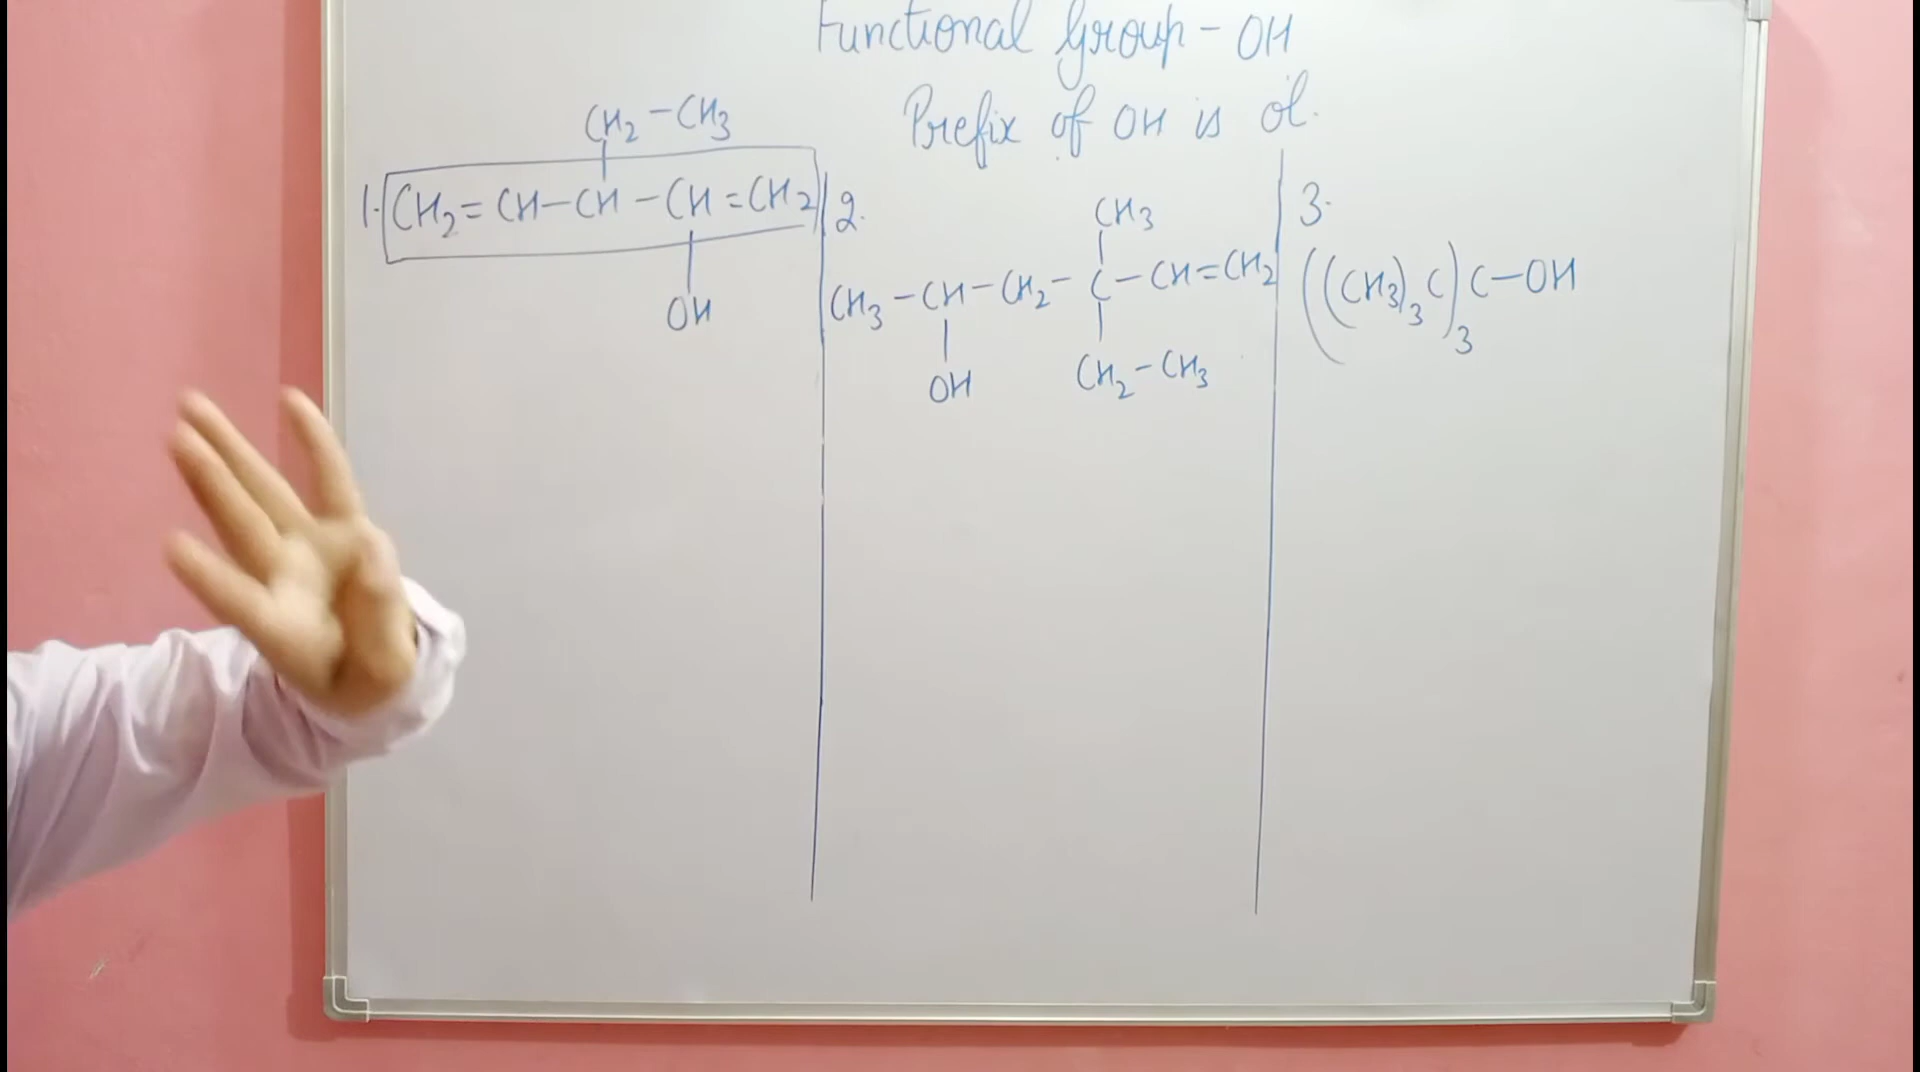 Functional Group - OH
Prefix of OH is ol.
1. CH2 = CH - CH - CH = CH2
CH2 - CH3
OH
2.
CH3
CH3 - CH - CH2 - C - CH = CH2
OH
CH2 - CH3
3.
((CH3)3 C)3 C - OH